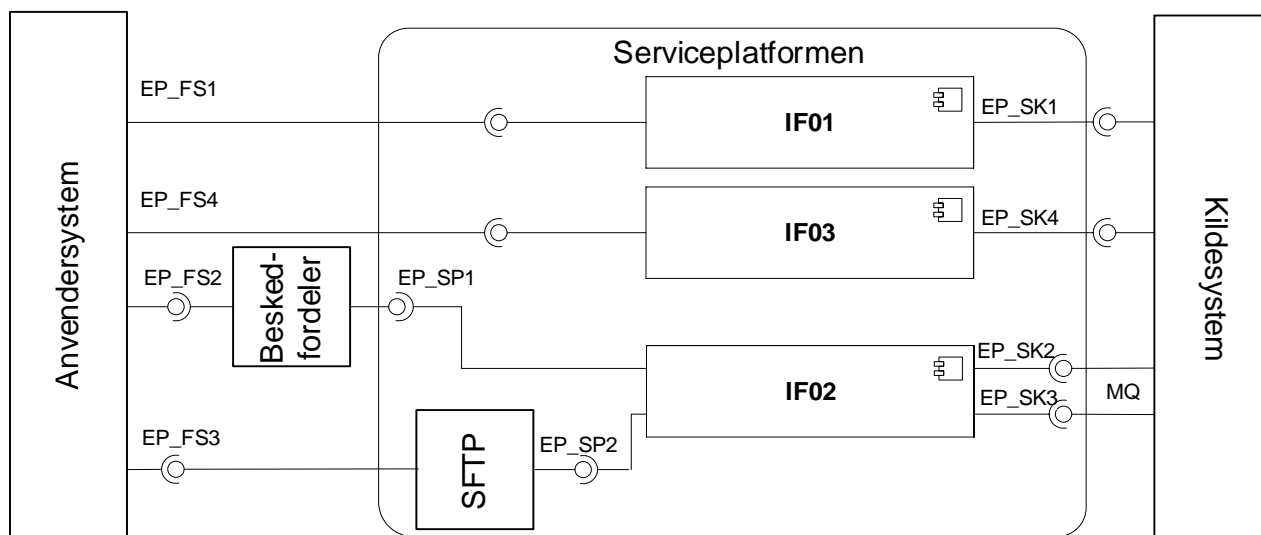 Serviceplatformen
EP_FS1
IF01
EP_SK1
EP_FS4
IF03
EP_SK4
Anvendersystem
Kildesystem
EP_FS2
Besked-
fordeler
EP_SP1
IF02
EP_SK2
EP_SK3
MQ
EP_FS3
SFTP
EP_SP2